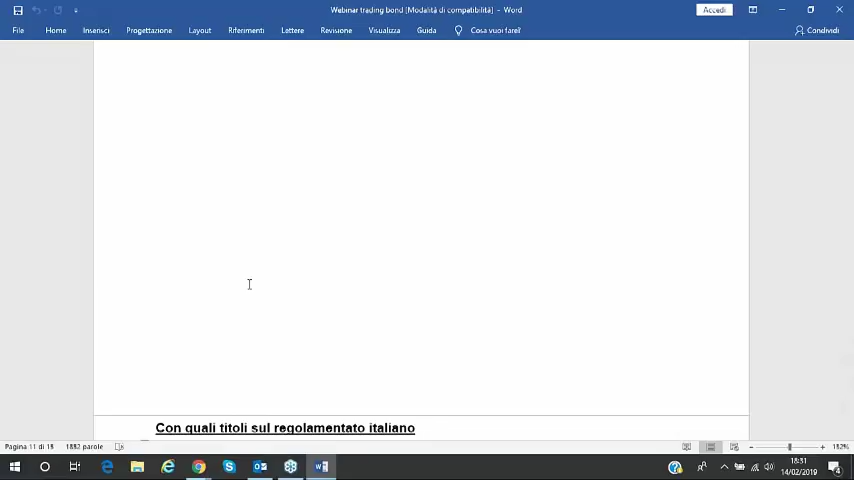 Webinar trading bond [Modalità di compatibilità] - Word
Accedi
File Home Inserisci Progettazione Layout Riferimenti Lettere Revisione Visualizza Guida Cosa vuoi fare? Condividi
Con quali titoli sul regolamentato italiano
Pagina 11 di 18 1882 parole
18:31
14/02/2019
4